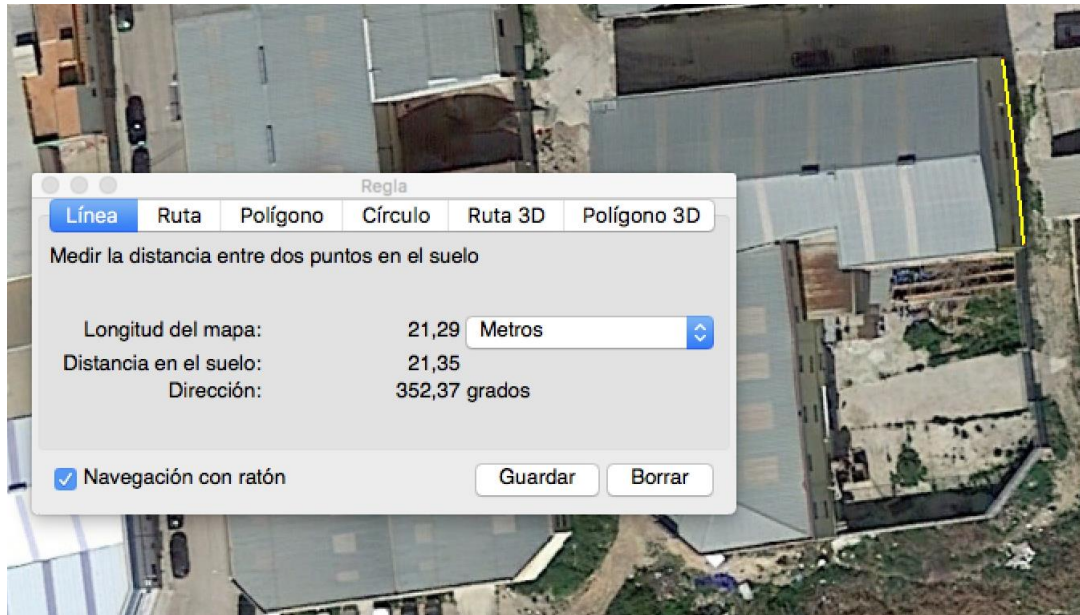 Regla
Línea Ruta Polígono Círculo Ruta 3D Polígono 3D
Medir la distancia entre dos puntos en el suelo
Longitud del mapa: 21,29 Metros
Distancia en el suelo: 21,35
Dirección: 352,37 grados
Navegación con ratón Guardar Borrar